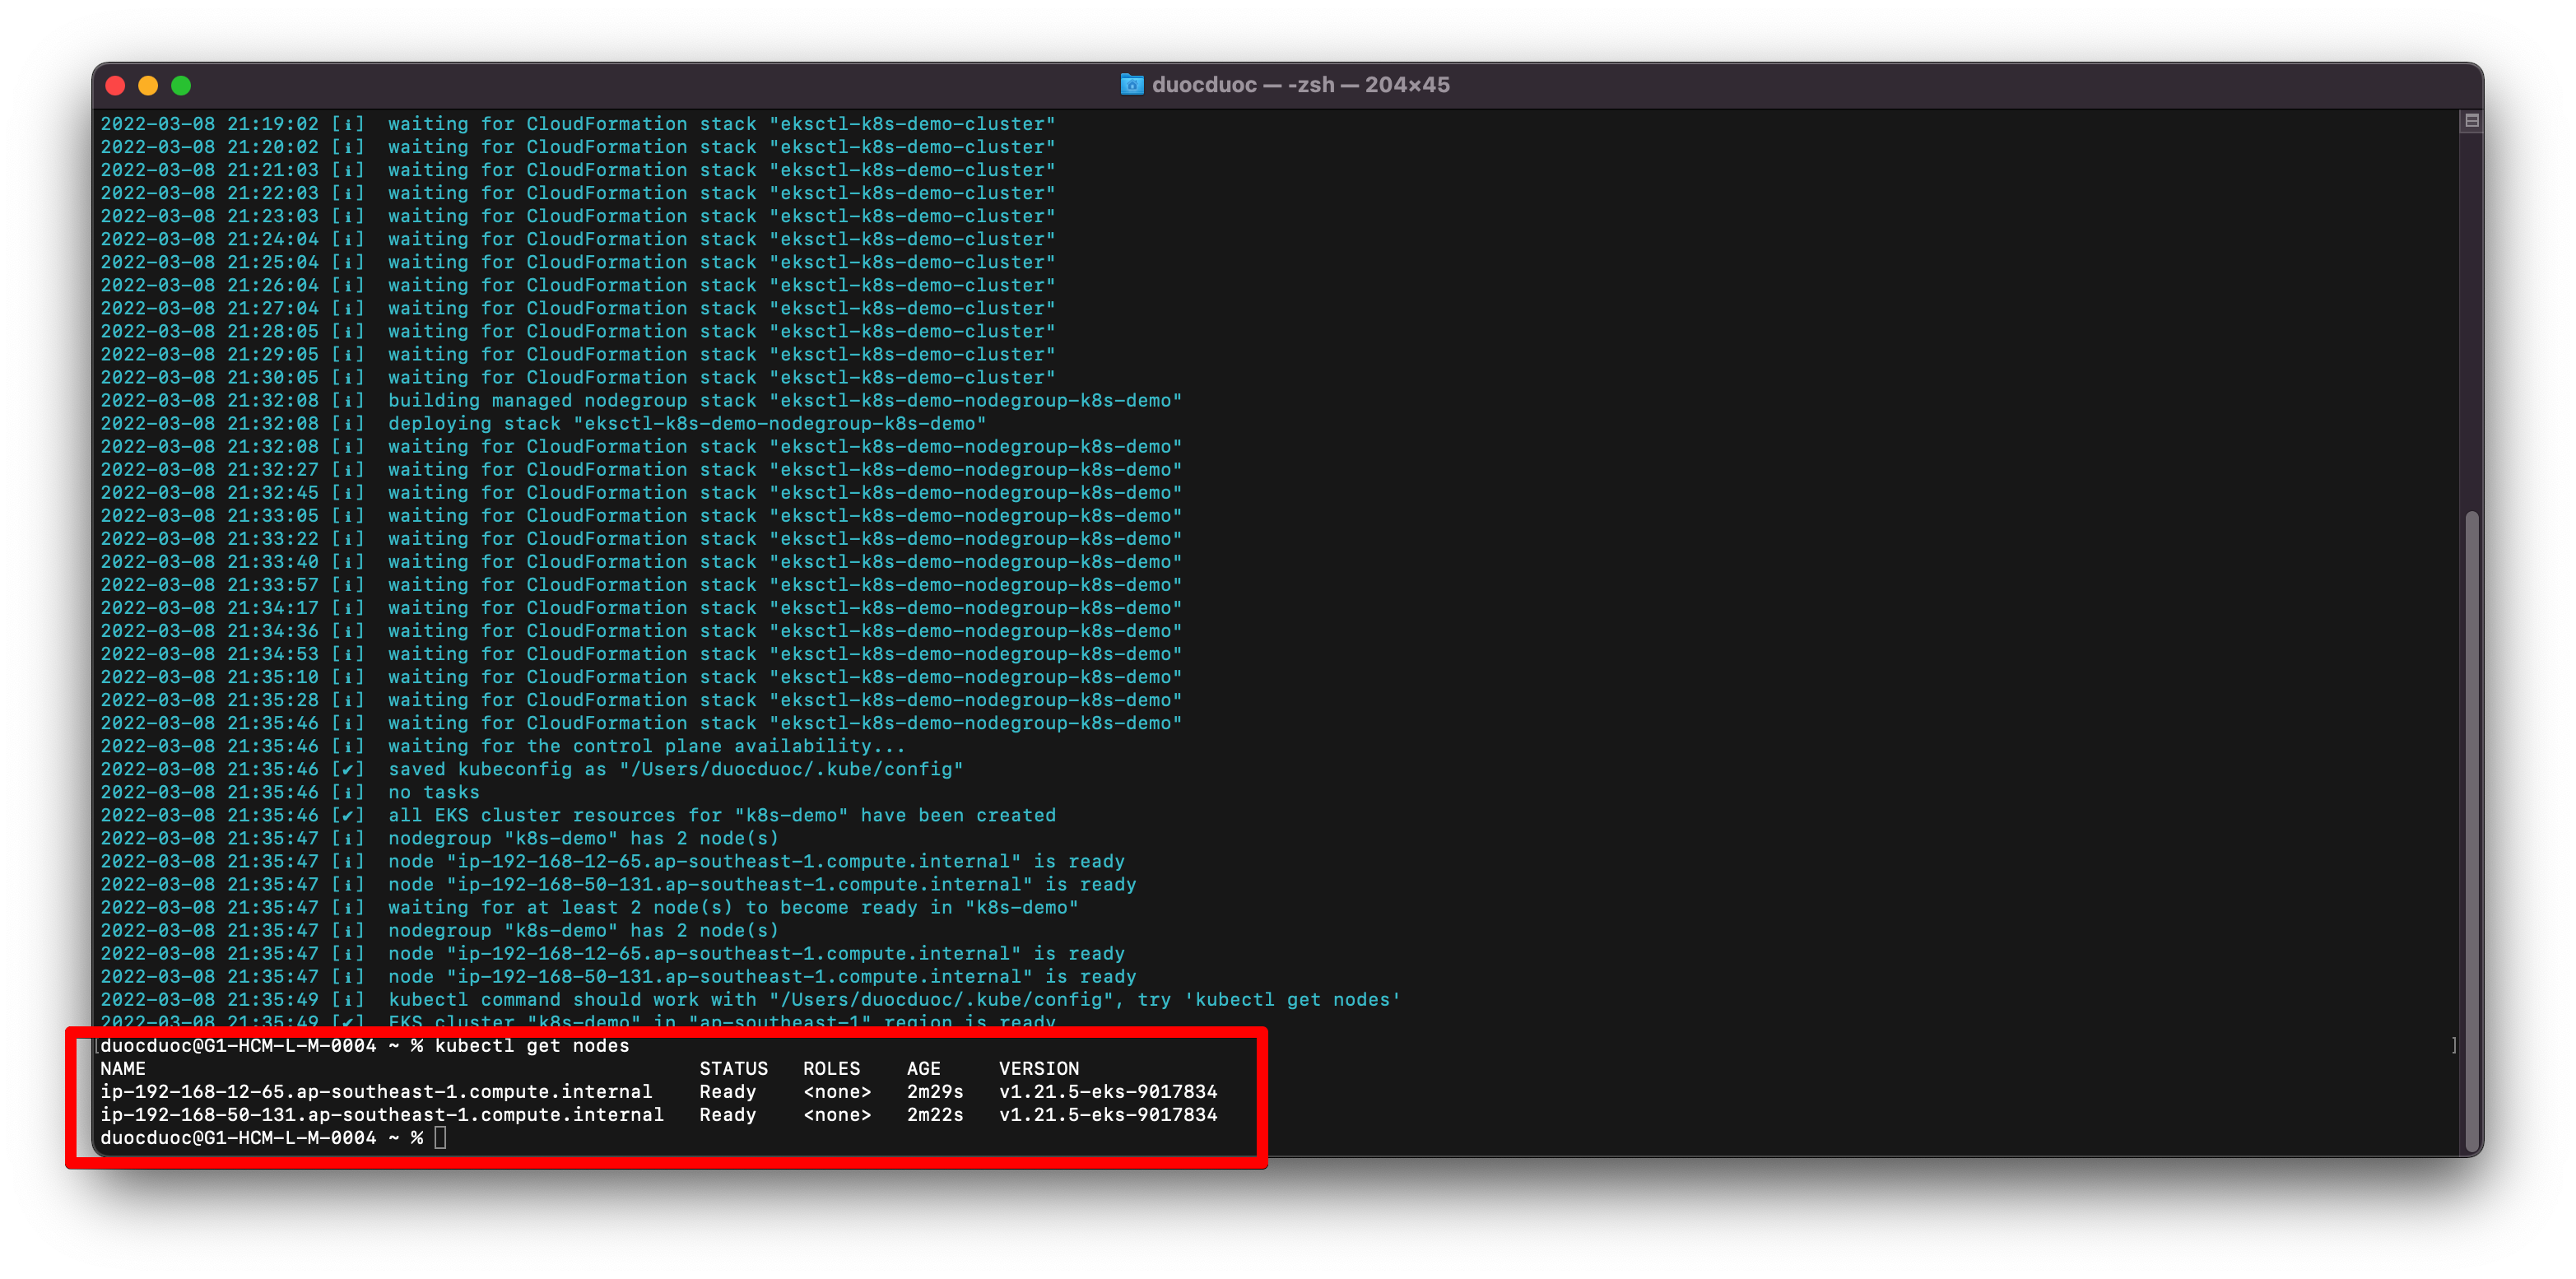 duocduoc — -zsh — 204×45
2022-03-08 21:19:02 [ℹ]  waiting for CloudFormation stack "eksctl-k8s-demo-cluster"
2022-03-08 21:20:02 [ℹ]  waiting for CloudFormation stack "eksctl-k8s-demo-cluster"
2022-03-08 21:21:03 [ℹ]  waiting for CloudFormation stack "eksctl-k8s-demo-cluster"
2022-03-08 21:22:03 [ℹ]  waiting for CloudFormation stack "eksctl-k8s-demo-cluster"
2022-03-08 21:23:03 [ℹ]  waiting for CloudFormation stack "eksctl-k8s-demo-cluster"
2022-03-08 21:24:04 [ℹ]  waiting for CloudFormation stack "eksctl-k8s-demo-cluster"
2022-03-08 21:25:04 [ℹ]  waiting for CloudFormation stack "eksctl-k8s-demo-cluster"
2022-03-08 21:26:04 [ℹ]  waiting for CloudFormation stack "eksctl-k8s-demo-cluster"
2022-03-08 21:27:04 [ℹ]  waiting for CloudFormation stack "eksctl-k8s-demo-cluster"
2022-03-08 21:28:05 [ℹ]  waiting for CloudFormation stack "eksctl-k8s-demo-cluster"
2022-03-08 21:29:05 [ℹ]  waiting for CloudFormation stack "eksctl-k8s-demo-cluster"
2022-03-08 21:30:05 [ℹ]  waiting for CloudFormation stack "eksctl-k8s-demo-cluster"
2022-03-08 21:32:08 [ℹ]  building managed nodegroup stack "eksctl-k8s-demo-nodegroup-k8s-demo"
2022-03-08 21:32:08 [ℹ]  deploying stack "eksctl-k8s-demo-nodegroup-k8s-demo"
2022-03-08 21:32:08 [ℹ]  waiting for CloudFormation stack "eksctl-k8s-demo-nodegroup-k8s-demo"
2022-03-08 21:32:27 [ℹ]  waiting for CloudFormation stack "eksctl-k8s-demo-nodegroup-k8s-demo"
2022-03-08 21:32:45 [ℹ]  waiting for CloudFormation stack "eksctl-k8s-demo-nodegroup-k8s-demo"
2022-03-08 21:33:05 [ℹ]  waiting for CloudFormation stack "eksctl-k8s-demo-nodegroup-k8s-demo"
2022-03-08 21:33:22 [ℹ]  waiting for CloudFormation stack "eksctl-k8s-demo-nodegroup-k8s-demo"
2022-03-08 21:33:40 [ℹ]  waiting for CloudFormation stack "eksctl-k8s-demo-nodegroup-k8s-demo"
2022-03-08 21:33:57 [ℹ]  waiting for CloudFormation stack "eksctl-k8s-demo-nodegroup-k8s-demo"
2022-03-08 21:34:17 [ℹ]  waiting for CloudFormation stack "eksctl-k8s-demo-nodegroup-k8s-demo"
2022-03-08 21:34:36 [ℹ]  waiting for CloudFormation stack "eksctl-k8s-demo-nodegroup-k8s-demo"
2022-03-08 21:34:53 [ℹ]  waiting for CloudFormation stack "eksctl-k8s-demo-nodegroup-k8s-demo"
2022-03-08 21:35:10 [ℹ]  waiting for CloudFormation stack "eksctl-k8s-demo-nodegroup-k8s-demo"
2022-03-08 21:35:28 [ℹ]  waiting for CloudFormation stack "eksctl-k8s-demo-nodegroup-k8s-demo"
2022-03-08 21:35:46 [ℹ]  waiting for CloudFormation stack "eksctl-k8s-demo-nodegroup-k8s-demo"
2022-03-08 21:35:46 [ℹ]  waiting for the control plane availability...
2022-03-08 21:35:46 [✔]  saved kubeconfig as "/Users/duocduoc/.kube/config"
2022-03-08 21:35:46 [ℹ]  no tasks
2022-03-08 21:35:46 [✔]  all EKS cluster resources for "k8s-demo" have been created
2022-03-08 21:35:47 [ℹ]  nodegroup "k8s-demo" has 2 node(s)
2022-03-08 21:35:47 [ℹ]  node "ip-192-168-12-65.ap-southeast-1.compute.internal" is ready
2022-03-08 21:35:47 [ℹ]  node "ip-192-168-50-131.ap-southeast-1.compute.internal" is ready
2022-03-08 21:35:47 [ℹ]  waiting for at least 2 node(s) to become ready in "k8s-demo"
2022-03-08 21:35:47 [ℹ]  nodegroup "k8s-demo" has 2 node(s)
2022-03-08 21:35:47 [ℹ]  node "ip-192-168-12-65.ap-southeast-1.compute.internal" is ready
2022-03-08 21:35:47 [ℹ]  node "ip-192-168-50-131.ap-southeast-1.compute.internal" is ready
2022-03-08 21:35:49 [ℹ]  kubectl command should work with "/Users/duocduoc/.kube/config", try 'kubectl get nodes'
2022-03-08 21:35:49 [✔]  EKS cluster "k8s-demo" in "ap-southeast-1" region is ready
[duocduoc@G1-HCM-L-M-0004 ~ % kubectl get nodes ]
NAME STATUS ROLES AGE VERSION
ip-192-168-12-65.ap-southeast-1.compute.internal Ready <none> 2m29s v1.21.5-eks-9017834
ip-192-168-50-131.ap-southeast-1.compute.internal Ready <none> 2m22s v1.21.5-eks-9017834
duocduoc@G1-HCM-L-M-0004 ~ %